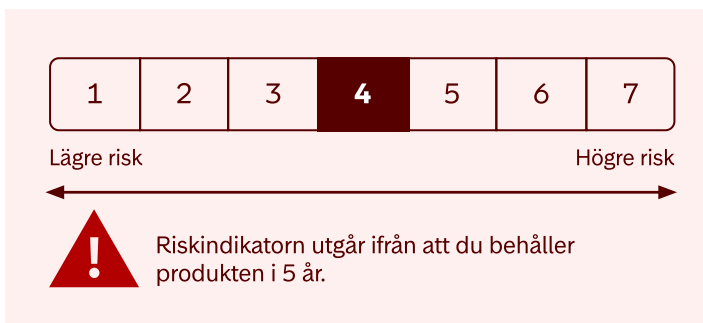 1 2 3 4 5 6 7
Lägre risk Högre risk
!
Riskindikatorn utgår ifrån att du behåller
produkten i 5 år.